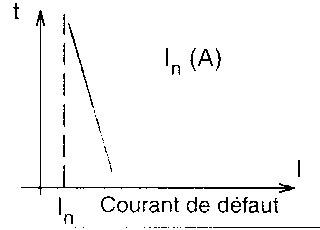 t
Iₙ (A)
I
Iₙ
Courant de défaut